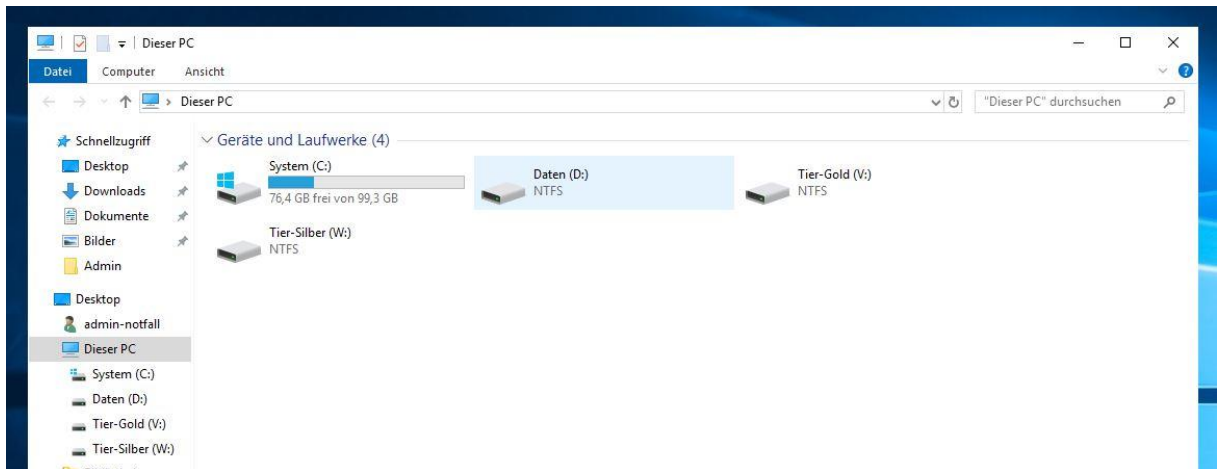 Dieser PC
Datei Computer Ansicht
Dieser PC
"Dieser PC" durchsuchen
Schnellzugriff
Desktop
Downloads
Dokumente
Bilder
Admin
Desktop
admin-notfall
Dieser PC
System (C:)
Daten (D:)
Tier-Gold (V:)
Tier-Silber (W:)
Geräte und Laufwerke (4)
System (C:)
76,4 GB frei von 99,3 GB
Daten (D:)
NTFS
Tier-Gold (V:)
NTFS
Tier-Silber (W:)
NTFS